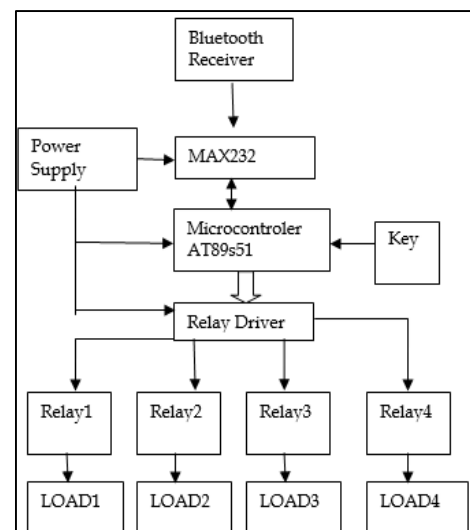 Bluetooth
Receiver
Power
Supply
MAX232
Microcontroler
AT89s51
Key
Relay Driver
Relay1
Relay2
Relay3
Relay4
LOAD1
LOAD2
LOAD3
LOAD4